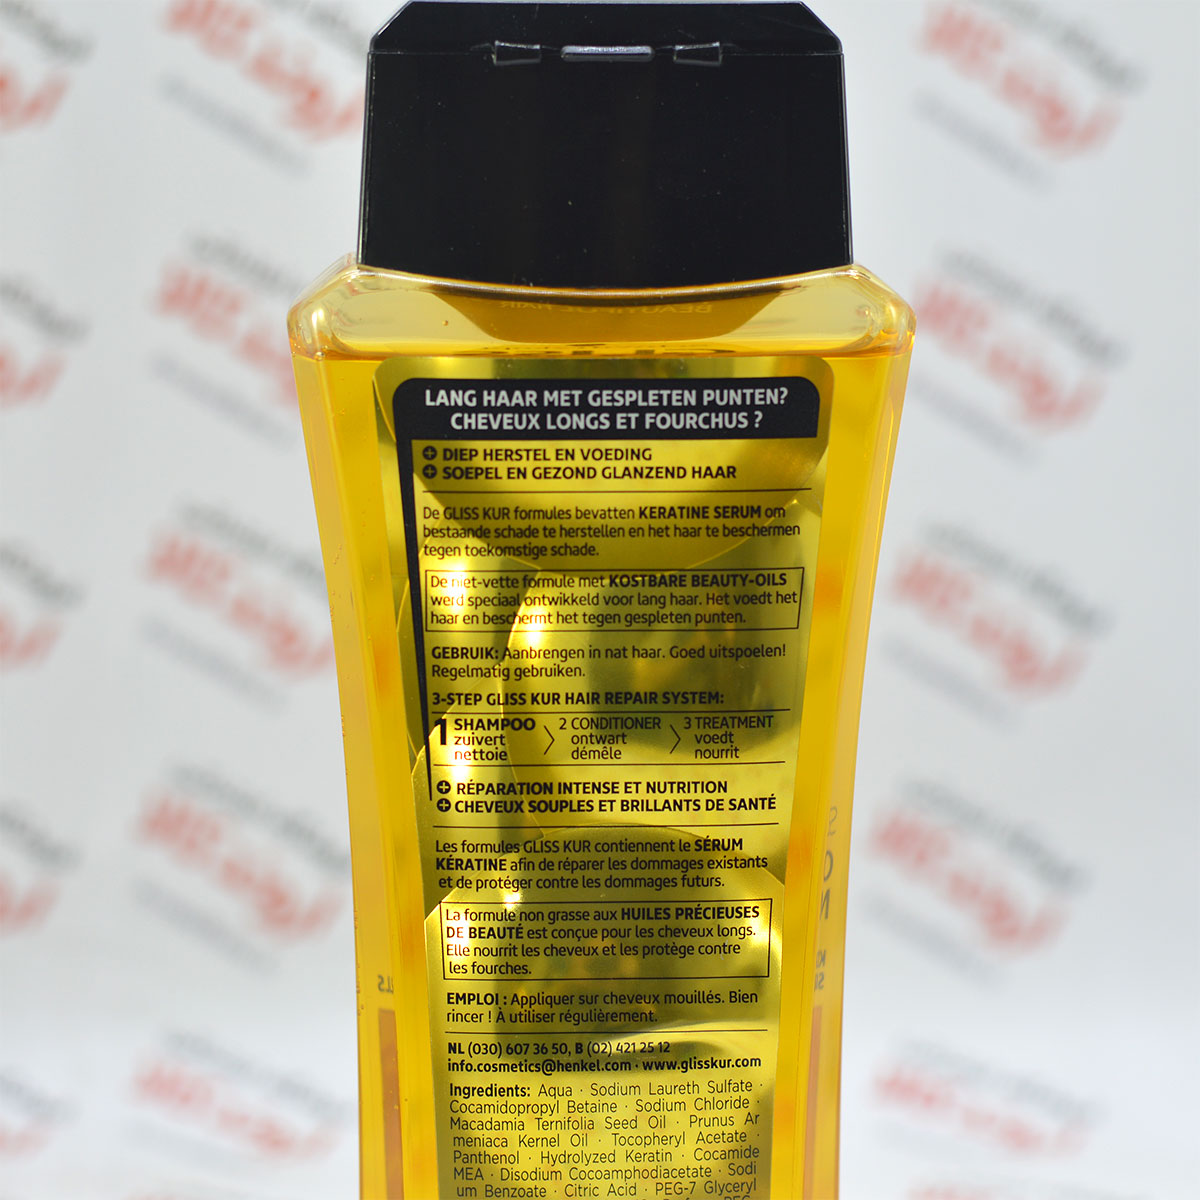 LANG HAAR MET GESPLETEN PUNTEN?
CHEVEUX LONGS ET FOURCHUS ?
DIEP HERSTEL EN VOEDING
SOEPEL EN GEZOND GLANZEND HAAR
De GLISS KUR formules bevatten KERATINE SERUM om
bestaande schade te herstellen en het haar te beschermen
tegen toekomstige schade.
De niet-vette formule met KOSTBARE BEAUTY-OILS
werd speciaal ontwikkeld voor lang haar. Het voedt het
haar en beschermt het tegen gespleten punten.
GEBRUIK: Aanbrengen in nat haar. Goed uitspoelen!
Regelmatig gebruiken.
3-STEP GLISS KUR HAIR REPAIR SYSTEM:
1 SHAMPOO
zuivert
nettoie
2 CONDITIONER
ontwart
démêle
3 TREATMENT
voedt
nourrit
RÉPARATION INTENSE ET NUTRITION
CHEVEUX SOUPLES ET BRILLANTS DE SANTÉ
Les formules GLISS KUR contiennent le SÉRUM
KÉRATINE afin de réparer les dommages existants
et de protéger contre les dommages futurs.
La formule non grasse aux HUILES PRÉCIEUSES
DE BEAUTÉ est conçue pour les cheveux longs.
Elle nourrit les cheveux et les protège contre
les fourches.
EMPLOI : Appliquer sur cheveux mouillés. Bien
rincer ! À utiliser régulièrement.
NL (030) 607 36 50, B (02) 421 25 12
info.cosmetics@henkel.com · www.glisskur.com
Ingredients: Aqua · Sodium Laureth Sulfate ·
Cocamidopropyl Betaine · Sodium Chloride ·
Macadamia Ternifolia Seed Oil · Prunus Ar
meniaca Kernel Oil · Tocopheryl Acetate ·
Panthenol · Hydrolyzed Keratin · Cocamide
MEA · Disodium Cocoamphodiacetate · Sodi
um Benzoate · Citric Acid · PEG-7 Glyceryl